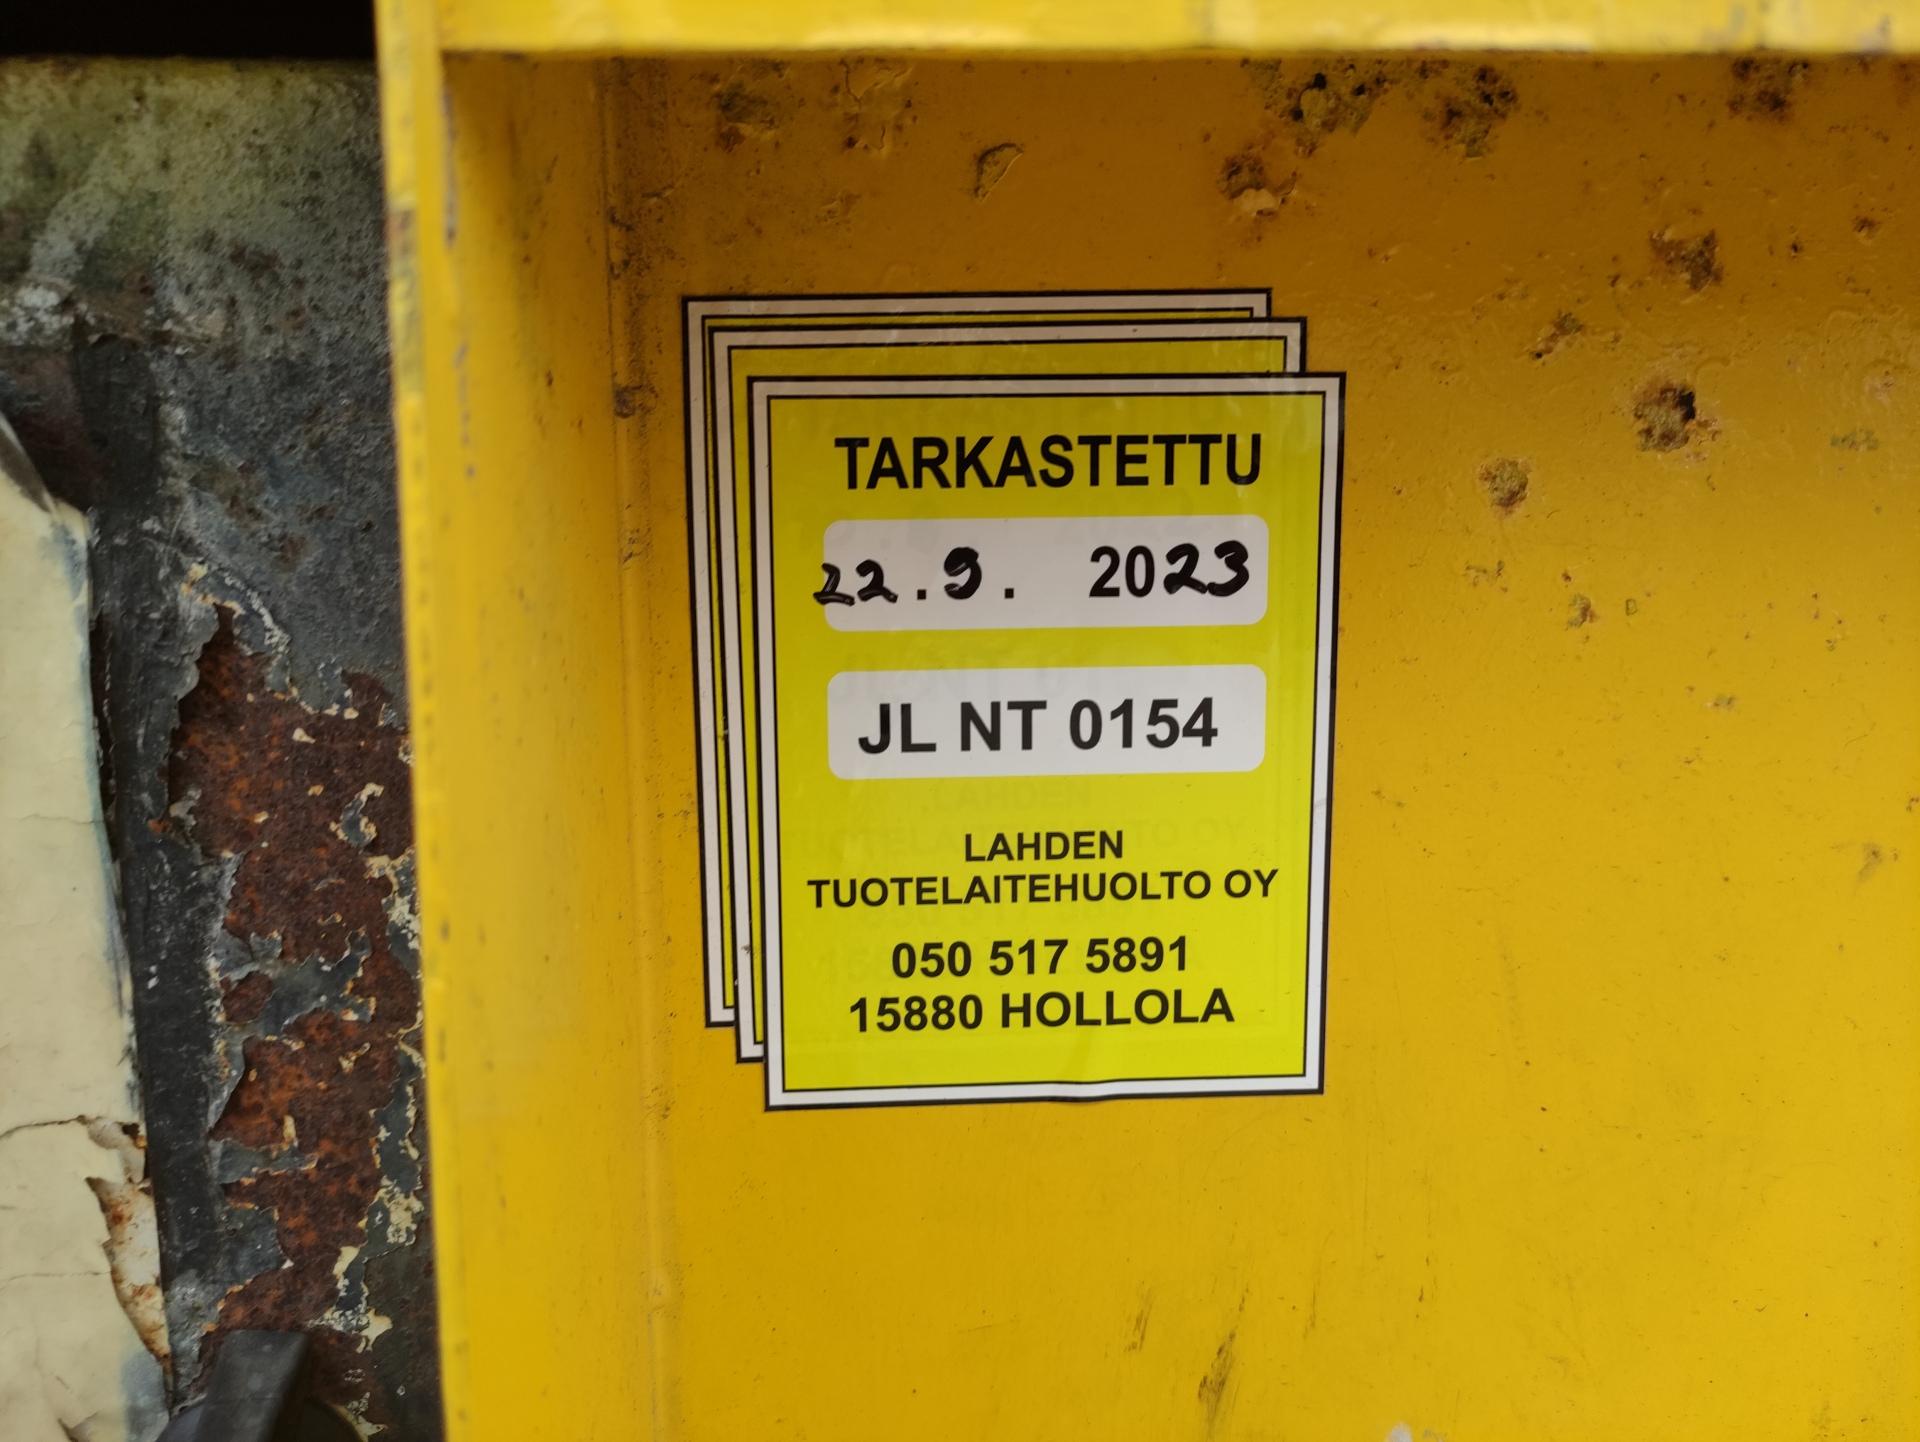 TARKASTETTU
22.9. 2023
JL NT 0154
LAHDEN
TUOTELAITEHUOLTO OY
050 517 5891
15880 HOLLOLA